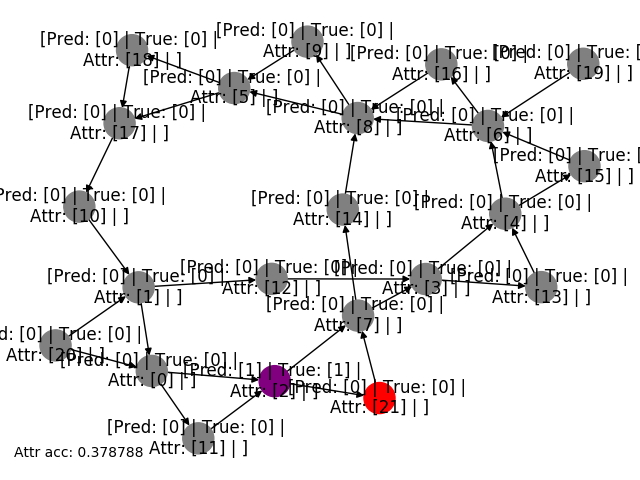 [Pred: [0] | True: [0] |
Attr: [18] | ]
[Pred: [0] | True: [0] |
Attr: [9] | ]
[Pred: [0] | True: [0] |
Attr: [16] | ]
[Pred: [0] | True: [
Attr: [19] | ]
[Pred: [0] | True: [0] |
Attr: [5] | ]
[Pred: [0] | True: [0] |
Attr: [17] | ]
[Pred: [0] | True: [0] |
Attr: [8] | ]
[Pred: [0] | True: [0] |
Attr: [6] | ]
[Pred: [0] | True: [
Attr: [15] | ]
Pred: [0] | True: [0] |
Attr: [10] | ]
[Pred: [0] | True: [0] |
Attr: [14] | ]
[Pred: [0] | True: [0] |
Attr: [4] | ]
[Pred: [0] | True: [0] |
Attr: [1] | ]
[Pred: [0] | True: [0] |
Attr: [12] | ]
[Pred: [0] | True: [0] |
Attr: [3] | ]
[Pred: [0] | True: [0] |
Attr: [13] | ]
[Pred: [0] | True: [0] |
Attr: [7] | ]
d: [0] | True: [0] |
Attr: [20] | ]
[Pred: [0] | True: [0] |
Attr: [0] | ]
[Pred: [1] | True: [1] |
Attr: [2] | ]
[Pred: [0] | True: [0] |
Attr: [21] | ]
[Pred: [0] | True: [0] |
Attr: [11] | ]
Attr acc: 0.378788